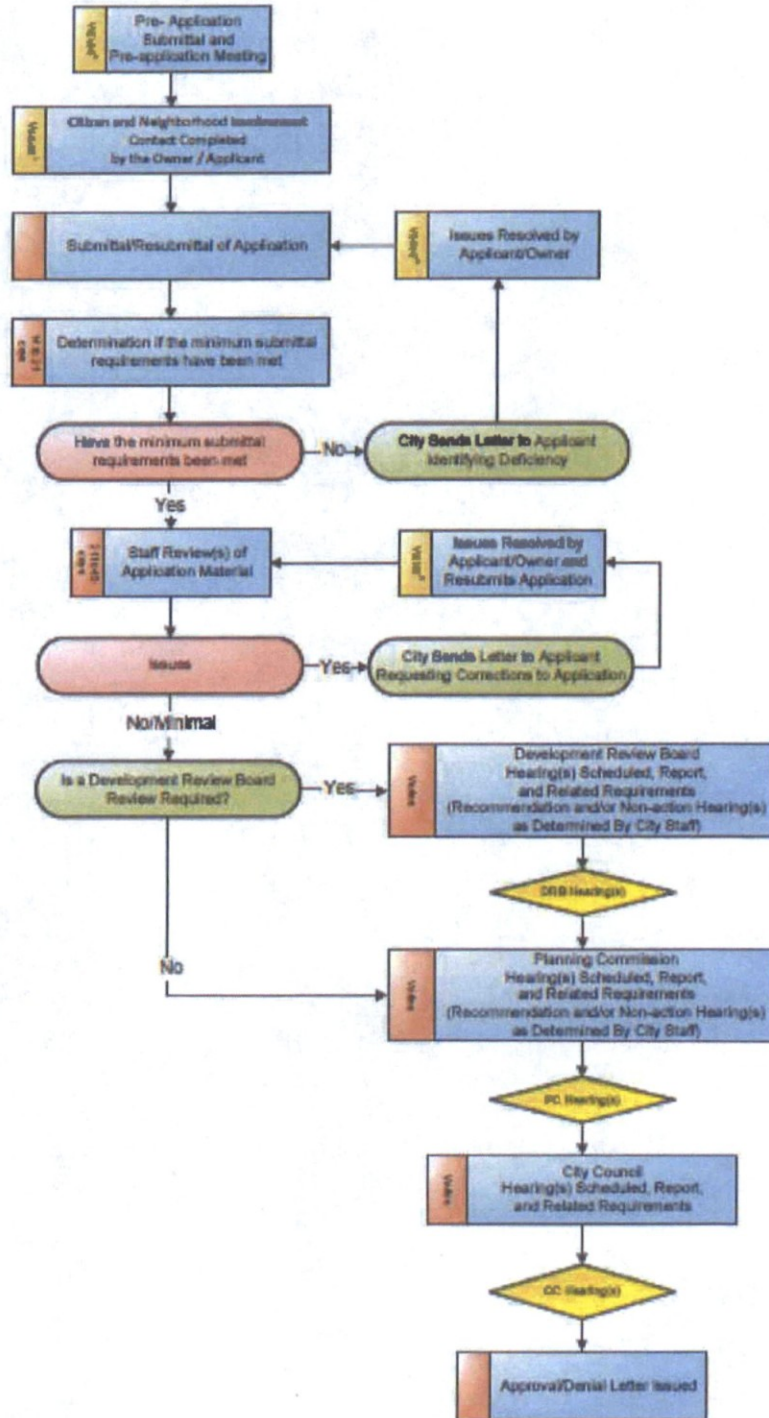 Pre- Application
Submittal and
Pre-application Meeting
Citizen and Neighborhood Involvement
Contact Completed
by the Owner / Applicant
Submittal/Resubmittal of Application
Issues Resolved by
Applicant/Owner
Determination if the minimum submittal
requirements have been met
Have the minimum submittal
requirements been met
No
City Sends Letter to Applicant
Identifying Deficiency
Yes
Staff Review(s) of
Application Material
Issues Resolved by
Applicant/Owner and
Resubmits Application
Issues
Yes
City Sends Letter to Applicant
Requesting Corrections to Application
No/Minimal
Is a Development Review Board
Review Required?
Yes
Development Review Board
Hearing(s) Scheduled, Report,
and Related Requirements
(Recommendation and/or Non-action Hearing(s)
as Determined By City Staff)
DRB Hearing(s)
No
Planning Commission
Hearing(s) Scheduled, Report,
and Related Requirements
(Recommendation and/or Non-action Hearing(s)
as Determined By City Staff)
PC Hearing(s)
City Council
Hearing(s) Scheduled, Report,
and Related Requirements
CC Hearing(s)
Approval/Denial Letter Issued